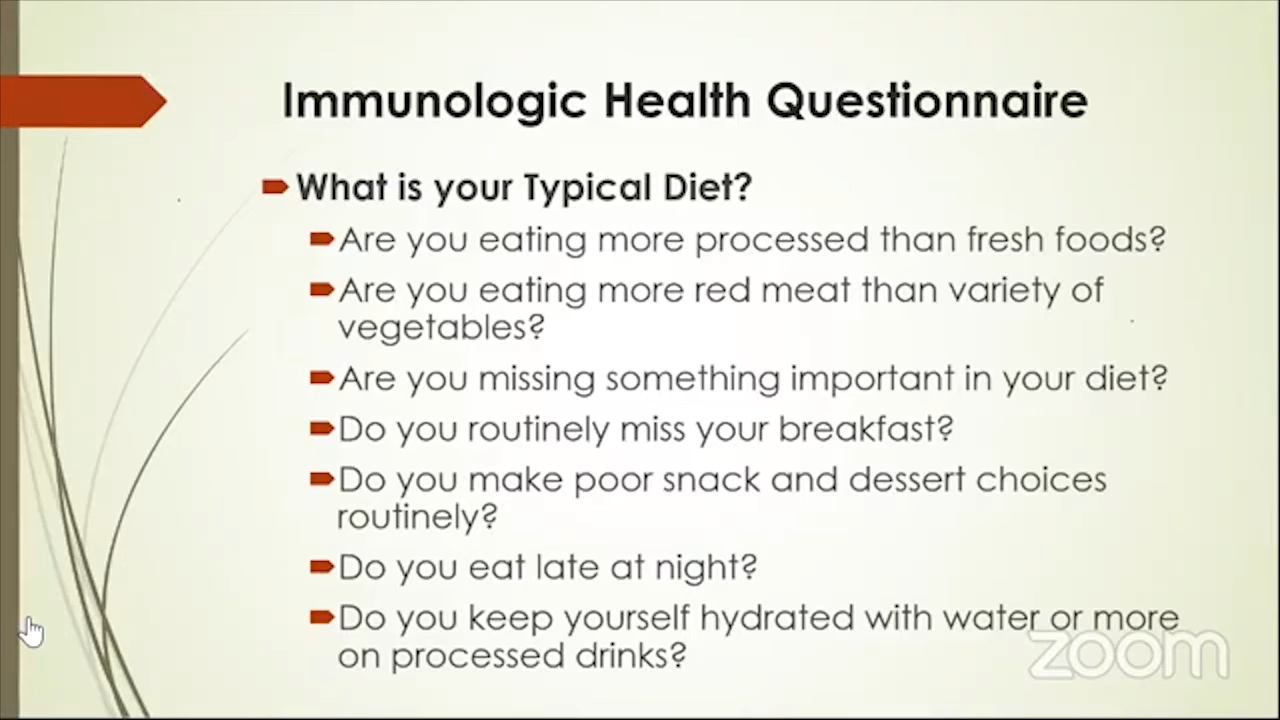 Immunologic Health Questionnaire
What is your Typical Diet?
Are you eating more processed than fresh foods?
Are you eating more red meat than variety of
vegetables?
Are you missing something important in your diet?
Do you routinely miss your breakfast?
Do you make poor snack and dessert choices
routinely?
Do you eat late at night?
Do you keep yourself hydrated with water or more
on processed drinks?
zoom